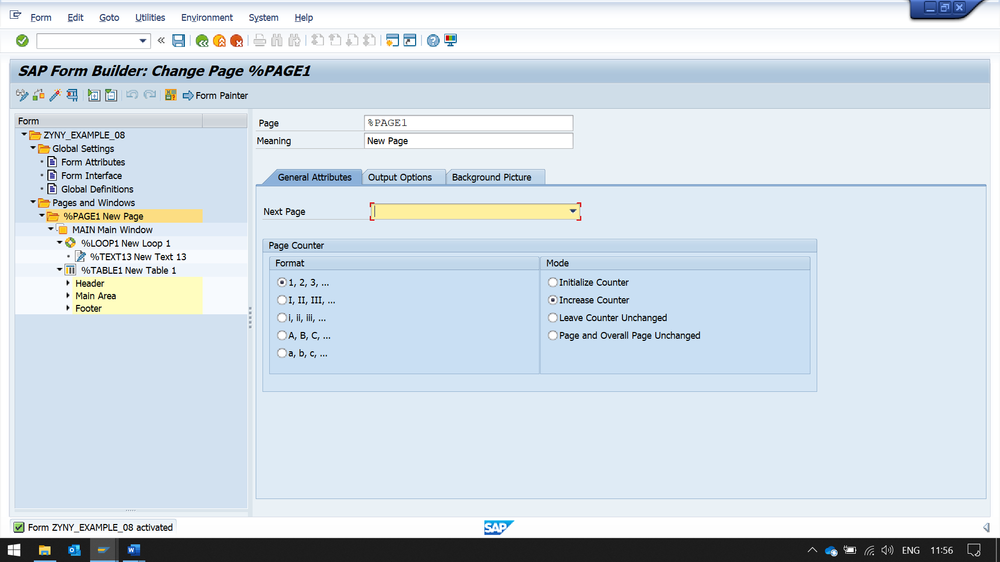 Form Edit Goto Utilities Environment System Help
SAP Form Builder: Change Page %PAGE1
Form Painter
Form
ZYNY_EXAMPLE_08
Global Settings
Form Attributes
Form Interface
Global Definitions
Pages and Windows
%PAGE1 New Page
MAIN Main Window
%LOOP1 New Loop 1
%TEXT13 New Text 13
%TABLE1 New Table 1
Header
Main Area
Footer
Page %PAGE1
Meaning New Page
General Attributes Output Options Background Picture
Next Page
Page Counter
Format
1, 2, 3, ...
I, II, III, ...
i, ii, iii, ...
A, B, C, ...
a, b, c, ...
Mode
Initialize Counter
Increase Counter
Leave Counter Unchanged
Page and Overall Page Unchanged
Form ZYNY_EXAMPLE_08 activated
SAP
ENG 11:56